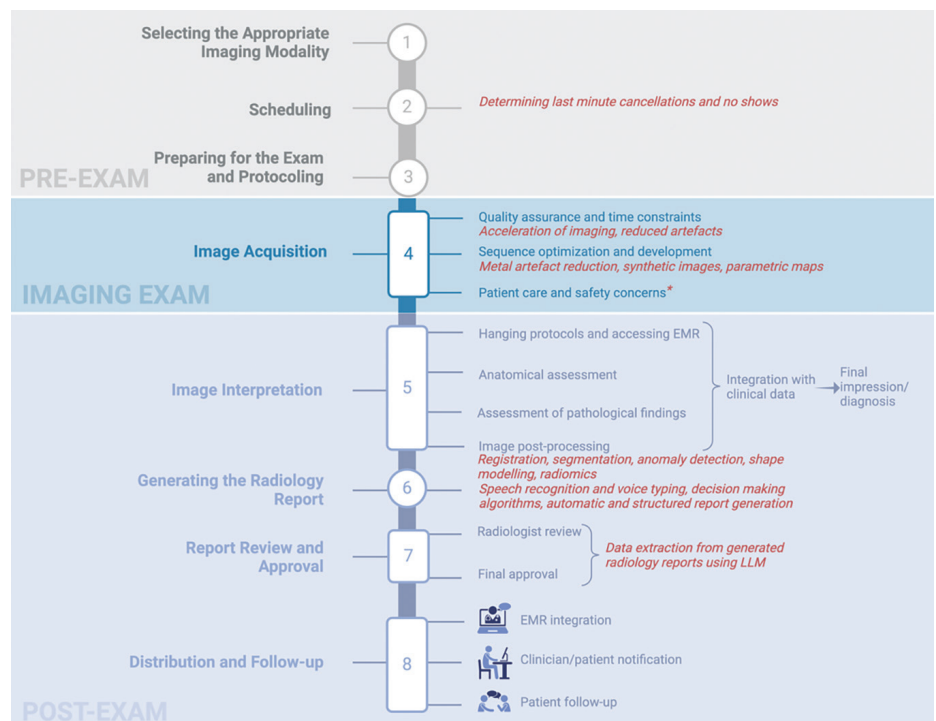 Selecting the Appropriate
Imaging Modality
1
Scheduling
2
Determining last minute cancellations and no shows
Preparing for the Exam
and Protocoling
3
PRE-EXAM
Image Acquisition
4
Quality assurance and time constraints
Acceleration of imaging, reduced artefacts
Sequence optimization and development
Metal artefact reduction, synthetic images, parametric maps
Patient care and safety concerns*
IMAGING EXAM
Image Interpretation
5
Hanging protocols and accessing EMR
Anatomical assessment
Assessment of pathological findings
Image post-processing
Registration, segmentation, anomaly detection, shape
modelling, radiomics
Integration with
clinical data
Final
impression/
diagnosis
Generating the Radiology
Report
6
Speech recognition and voice typing, decision making
algorithms, automatic and structured report generation
Report Review and
Approval
7
Radiologist review
Final approval
Data extraction from generated
radiology reports using LLM
Distribution and Follow-up
8
EMR integration
Clinician/patient notification
Patient follow-up
POST-EXAM